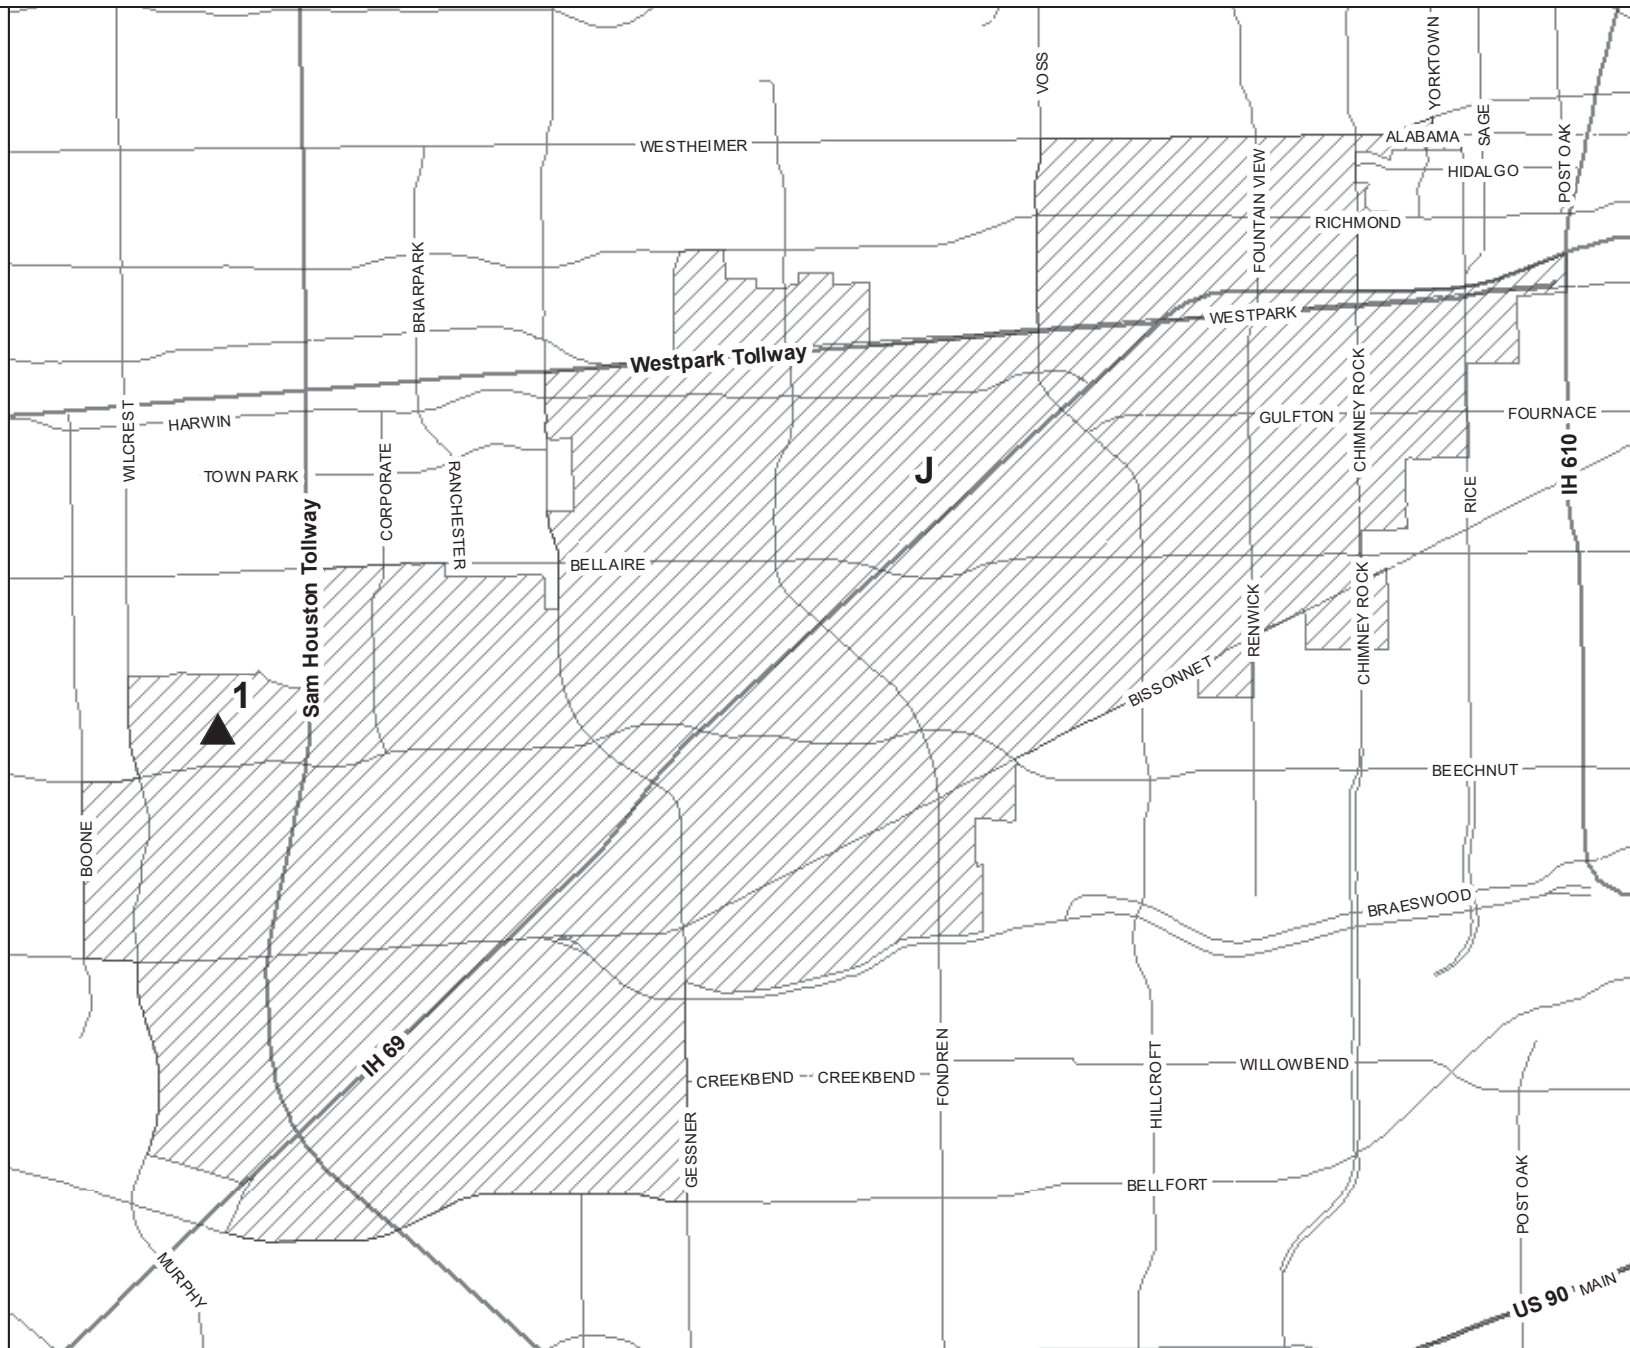 YORKTOWN
VOSS
SAGE
POST OAK
ALABAMA
WESTHEIMER
HIDALGO
FOUNTAIN VIEW
RICHMOND
BRIARPARK
WESTPARK
Westpark Tollway
CHIMNEY ROCK
WILCREST
HARWIN
GULFTON
FOURNACE
IH 610
J
TOWN PARK
CORPORATE
RANCHESTER
RICE
Sam Houston Tollway
BELLAIRE
RENWICK
CHIMNEY ROCK
1
BISSONNET
BEECHNUT
BOONE
BRAESWOOD
IH 69
FONDREN
HILLCROFT
WILLOWBEND
CREEKBEND
CREEKBEND
GESSNER
BELLFORT
POST OAK
MURPHY
US 90
MAIN